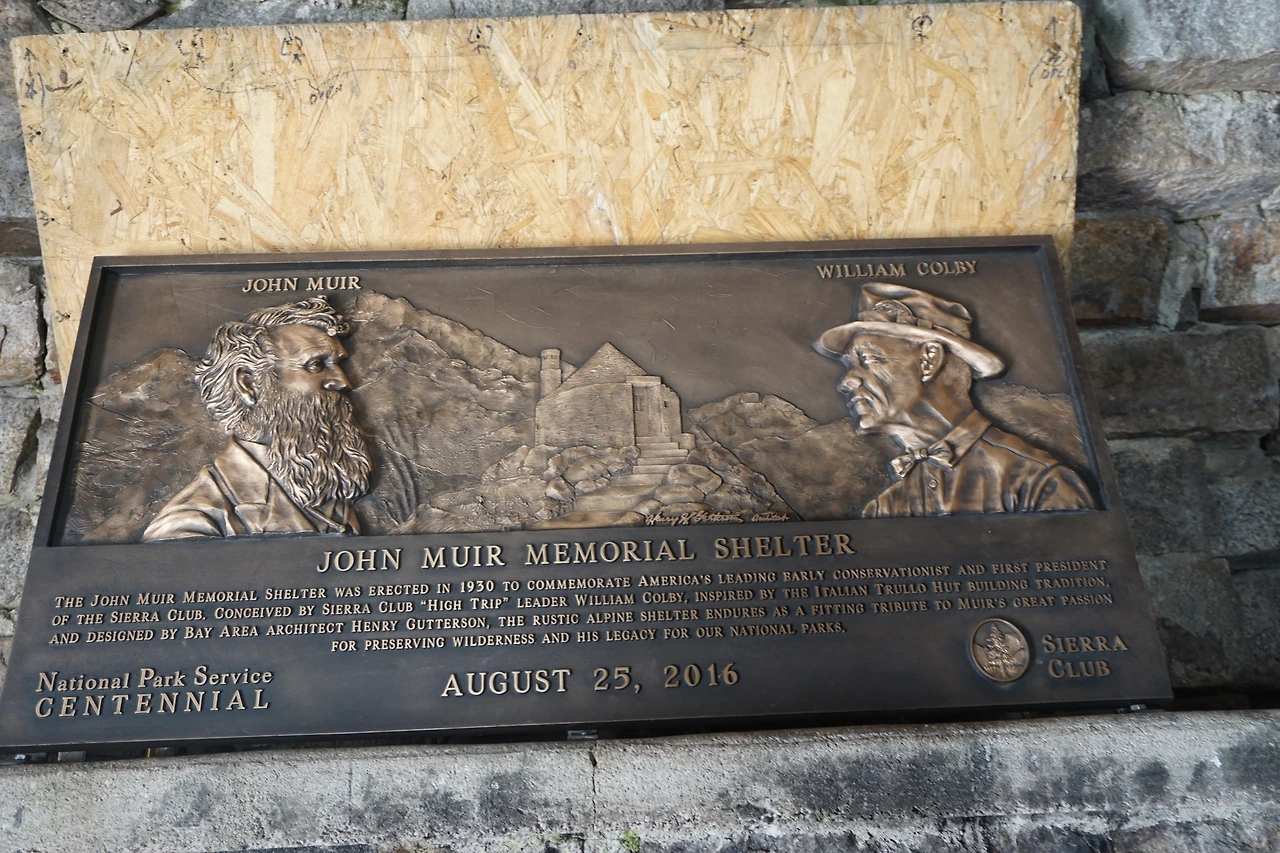 JOHN MUIR
WILLIAM COLBY
JOHN MUIR MEMORIAL SHELTER
THE JOHN MUIR MEMORIAL SHELTER WAS ERECTED IN 1930 TO COMMEMORATE AMERICA'S LEADING EARLY CONSERVATIONIST AND FIRST PRESIDENT
OF THE SIERRA CLUB. CONCEIVED BY SIERRA CLUB "HIGH TRIP" LEADER WILLIAM COLBY, INSPIRED BY THE ITALIAN TRULLO HUT BUILDING TRADITION,
AND DESIGNED BY BAY AREA ARCHITECT HENRY GUTTERSON, THE RUSTIC ALPINE SHELTER ENDURES AS A FITTING TRIBUTE TO MUIR'S GREAT PASSION
FOR PRESERVING WILDERNESS AND HIS LEGACY FOR OUR NATIONAL PARKS.
National Park Service
CENTENNIAL
AUGUST 25, 2016
SIERRA
CLUB